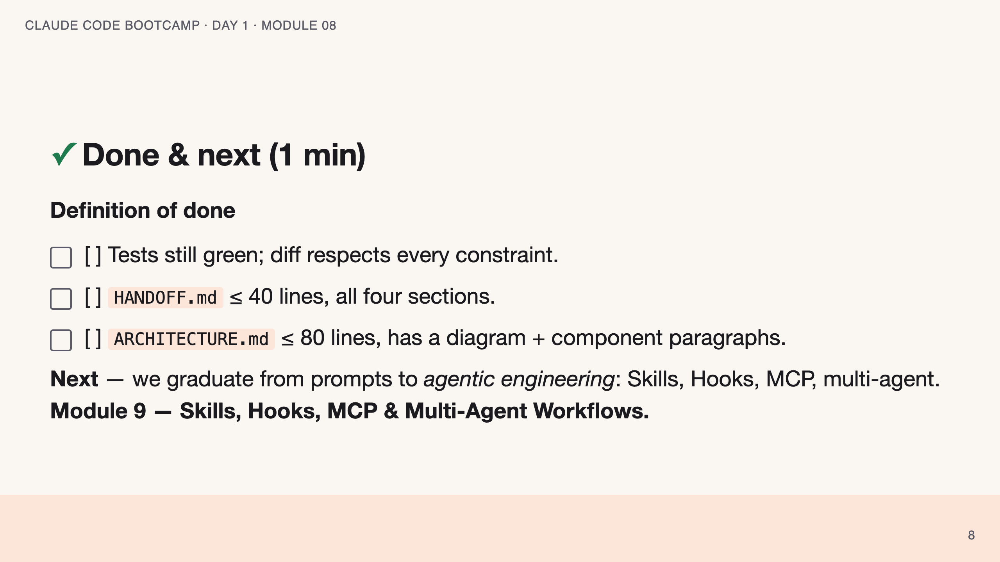 CLAUDE CODE BOOTCAMP · DAY 1 · MODULE 08
✓ Done & next (1 min)
Definition of done
[ ] Tests still green; diff respects every constraint.
[ ] HANDOFF.md ≤ 40 lines, all four sections.
[ ] ARCHITECTURE.md ≤ 80 lines, has a diagram + component paragraphs.
Next — we graduate from prompts to agentic engineering: Skills, Hooks, MCP, multi-agent.
Module 9 — Skills, Hooks, MCP & Multi-Agent Workflows.
8